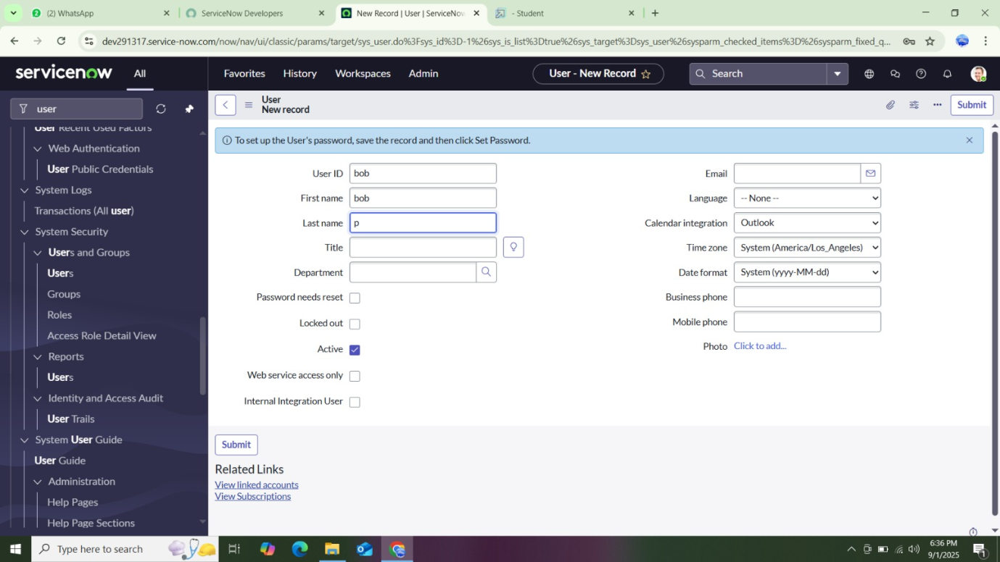 (2) WhatsApp
ServiceNow Developers
New Record | User | ServiceNow
- Student
dev291317.service-now.com/now/nav/ui/classic/params/target/sys_user.do%3Fsys_id%3D-1%26sys_is_list%3Dtrue%26sys_target%3Dsys_user%26sysparm_checked_items%3D%26sysparm_fixed_q...
servicenow
All
Favorites
History
Workspaces
Admin
User - New Record
Search
user
User
New record
Submit
User Recent Used Factors
Web Authentication
User Public Credentials
System Logs
Transactions (All user)
System Security
Users and Groups
Users
Groups
Roles
Access Role Detail View
Reports
Users
Identity and Access Audit
User Trails
System User Guide
User Guide
Administration
Help Pages
Help Page Sections
To set up the User's password, save the record and then click Set Password.
User ID bob
First name bob
Last name p
Title
Department
Password needs reset
Locked out
Active
Web service access only
Internal Integration User
Email
Language -- None --
Calendar integration Outlook
Time zone System (America/Los_Angeles)
Date format System (yyyy-MM-dd)
Business phone
Mobile phone
Photo Click to add...
Submit
Related Links
View linked accounts
View Subscriptions
Type here to search
6:36 PM
9/1/2025
1